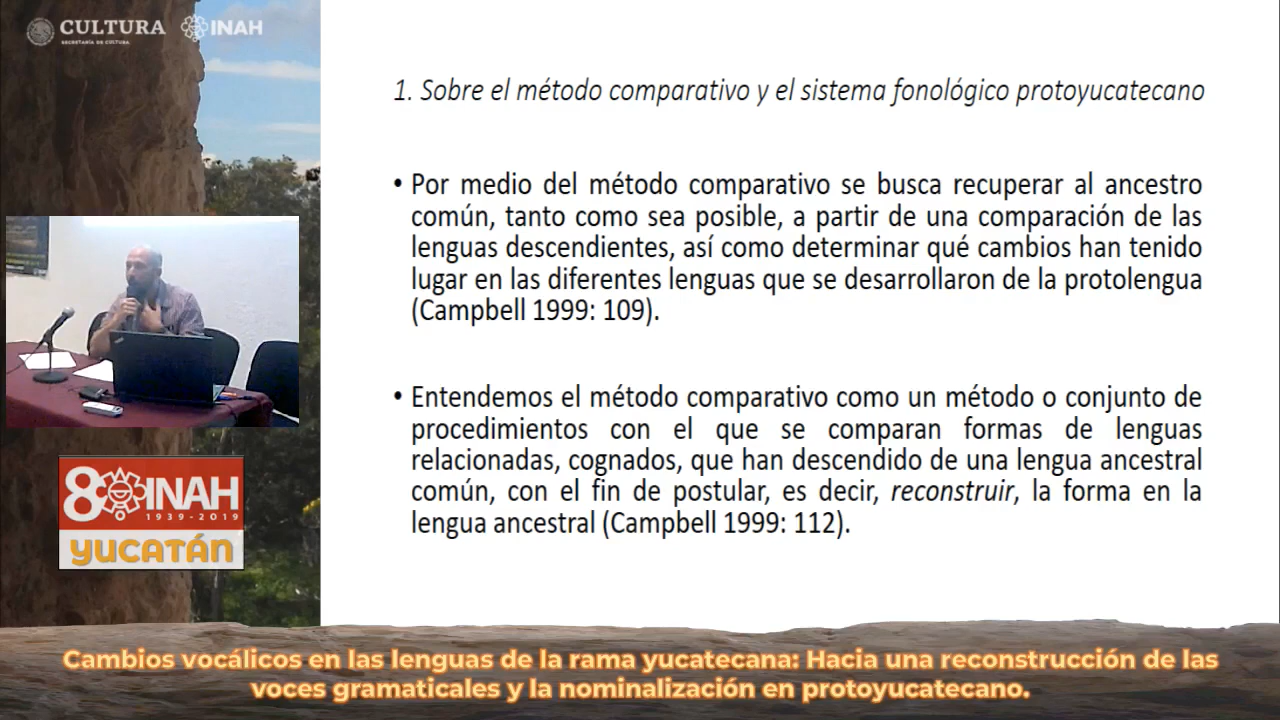 CULTURA
SECRETARÍA DE CULTURA
INAH
1. Sobre el método comparativo y el sistema fonológico protoyucatecano
• Por medio del método comparativo se busca recuperar al ancestro
común, tanto como sea posible, a partir de una comparación de las
lenguas descendientes, así como determinar qué cambios han tenido
lugar en las diferentes lenguas que se desarrollaron de la protolengua
(Campbell 1999: 109).
• Entendemos el método comparativo como un método o conjunto de
procedimientos con el que se comparan formas de lenguas
relacionadas, cognados, que han descendido de una lengua ancestral
común, con el fin de postular, es decir, reconstruir, la forma en la
lengua ancestral (Campbell 1999: 112).
80 INAH
1939-2019
YUCATÁN
Cambios vocálicos en las lenguas de la rama yucatecana: Hacia una reconstrucción de las
voces gramaticales y la nominalización en protoyucatecano.